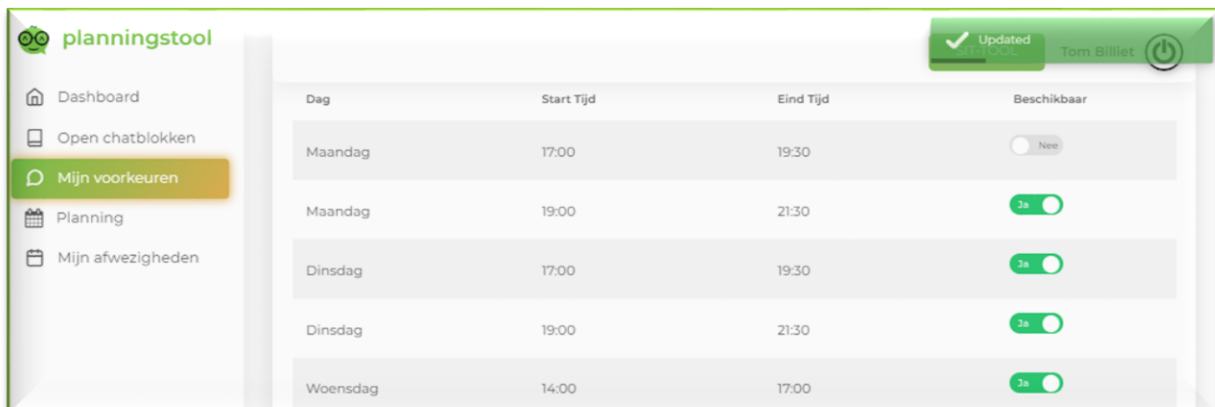 planningstool
Updated
SIT-TOOL
Tom Billiet
Dashboard
Open chatblokken
Mijn voorkeuren
Planning
Mijn afwezigheden
Dag Start Tijd Eind Tijd Beschikbaar
Maandag 17:00 19:30 Nee
Maandag 19:00 21:30 Ja
Dinsdag 17:00 19:30 Ja
Dinsdag 19:00 21:30 Ja
Woensdag 14:00 17:00 Ja